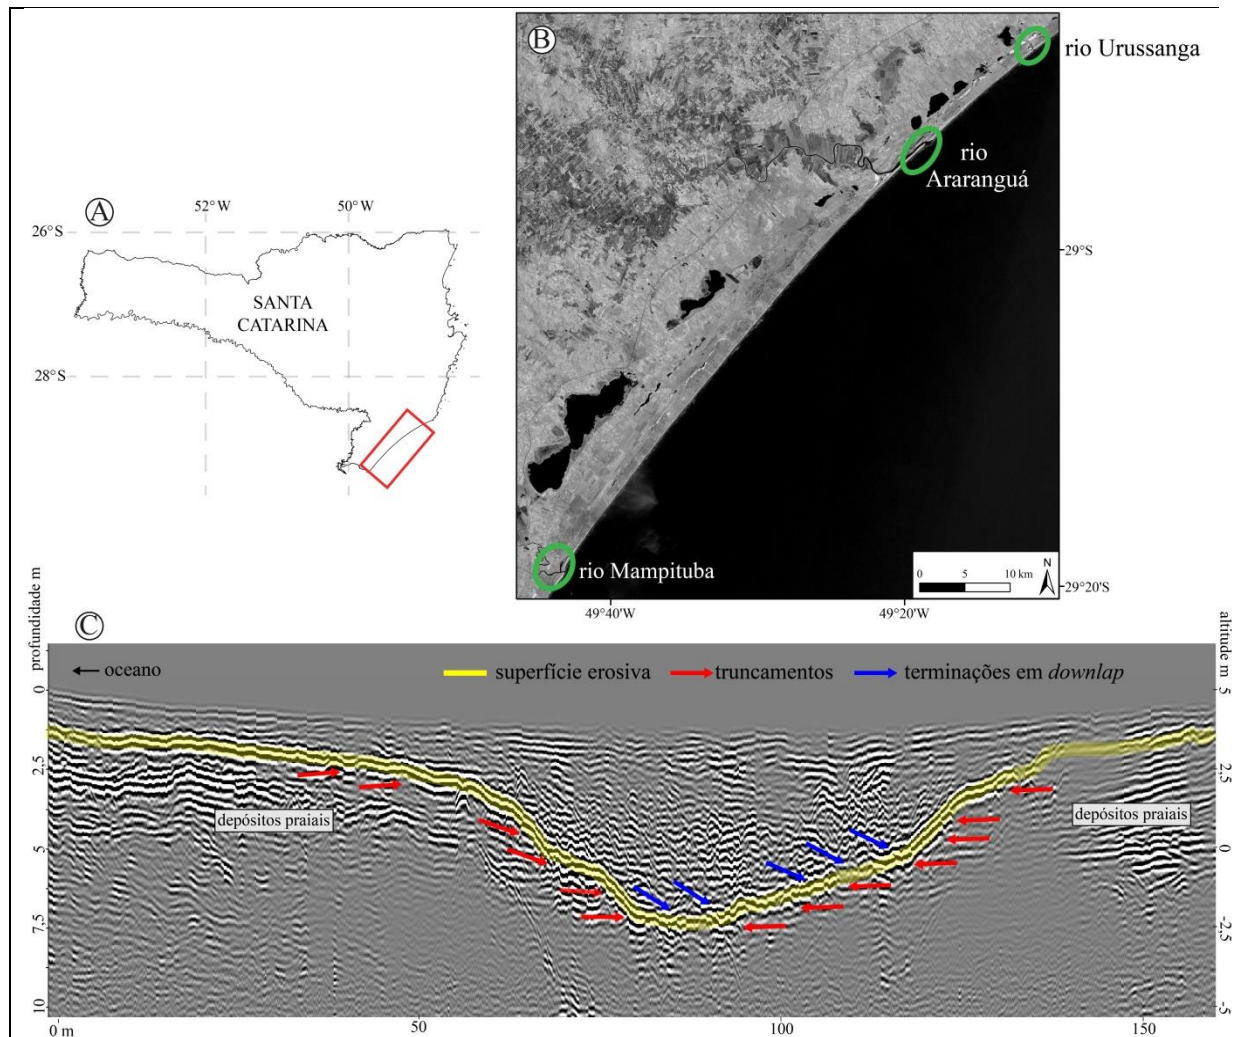 A
52°W
50°W
26°S
SANTA
CATARINA
28°S
B
rio Urussanga
rio
Araranguá
29°S
rio Mampituba
0
5
10 km
N
29°20'S
49°40'W
49°20'W
C
profundidade m
altitude m
oceano
superfície erosiva
truncamentos
terminações em downlap
0
5
2,5
2,5
depósitos praiais
depósitos praiais
5
0
7,5
-2,5
10
-5
0 m
50
100
150